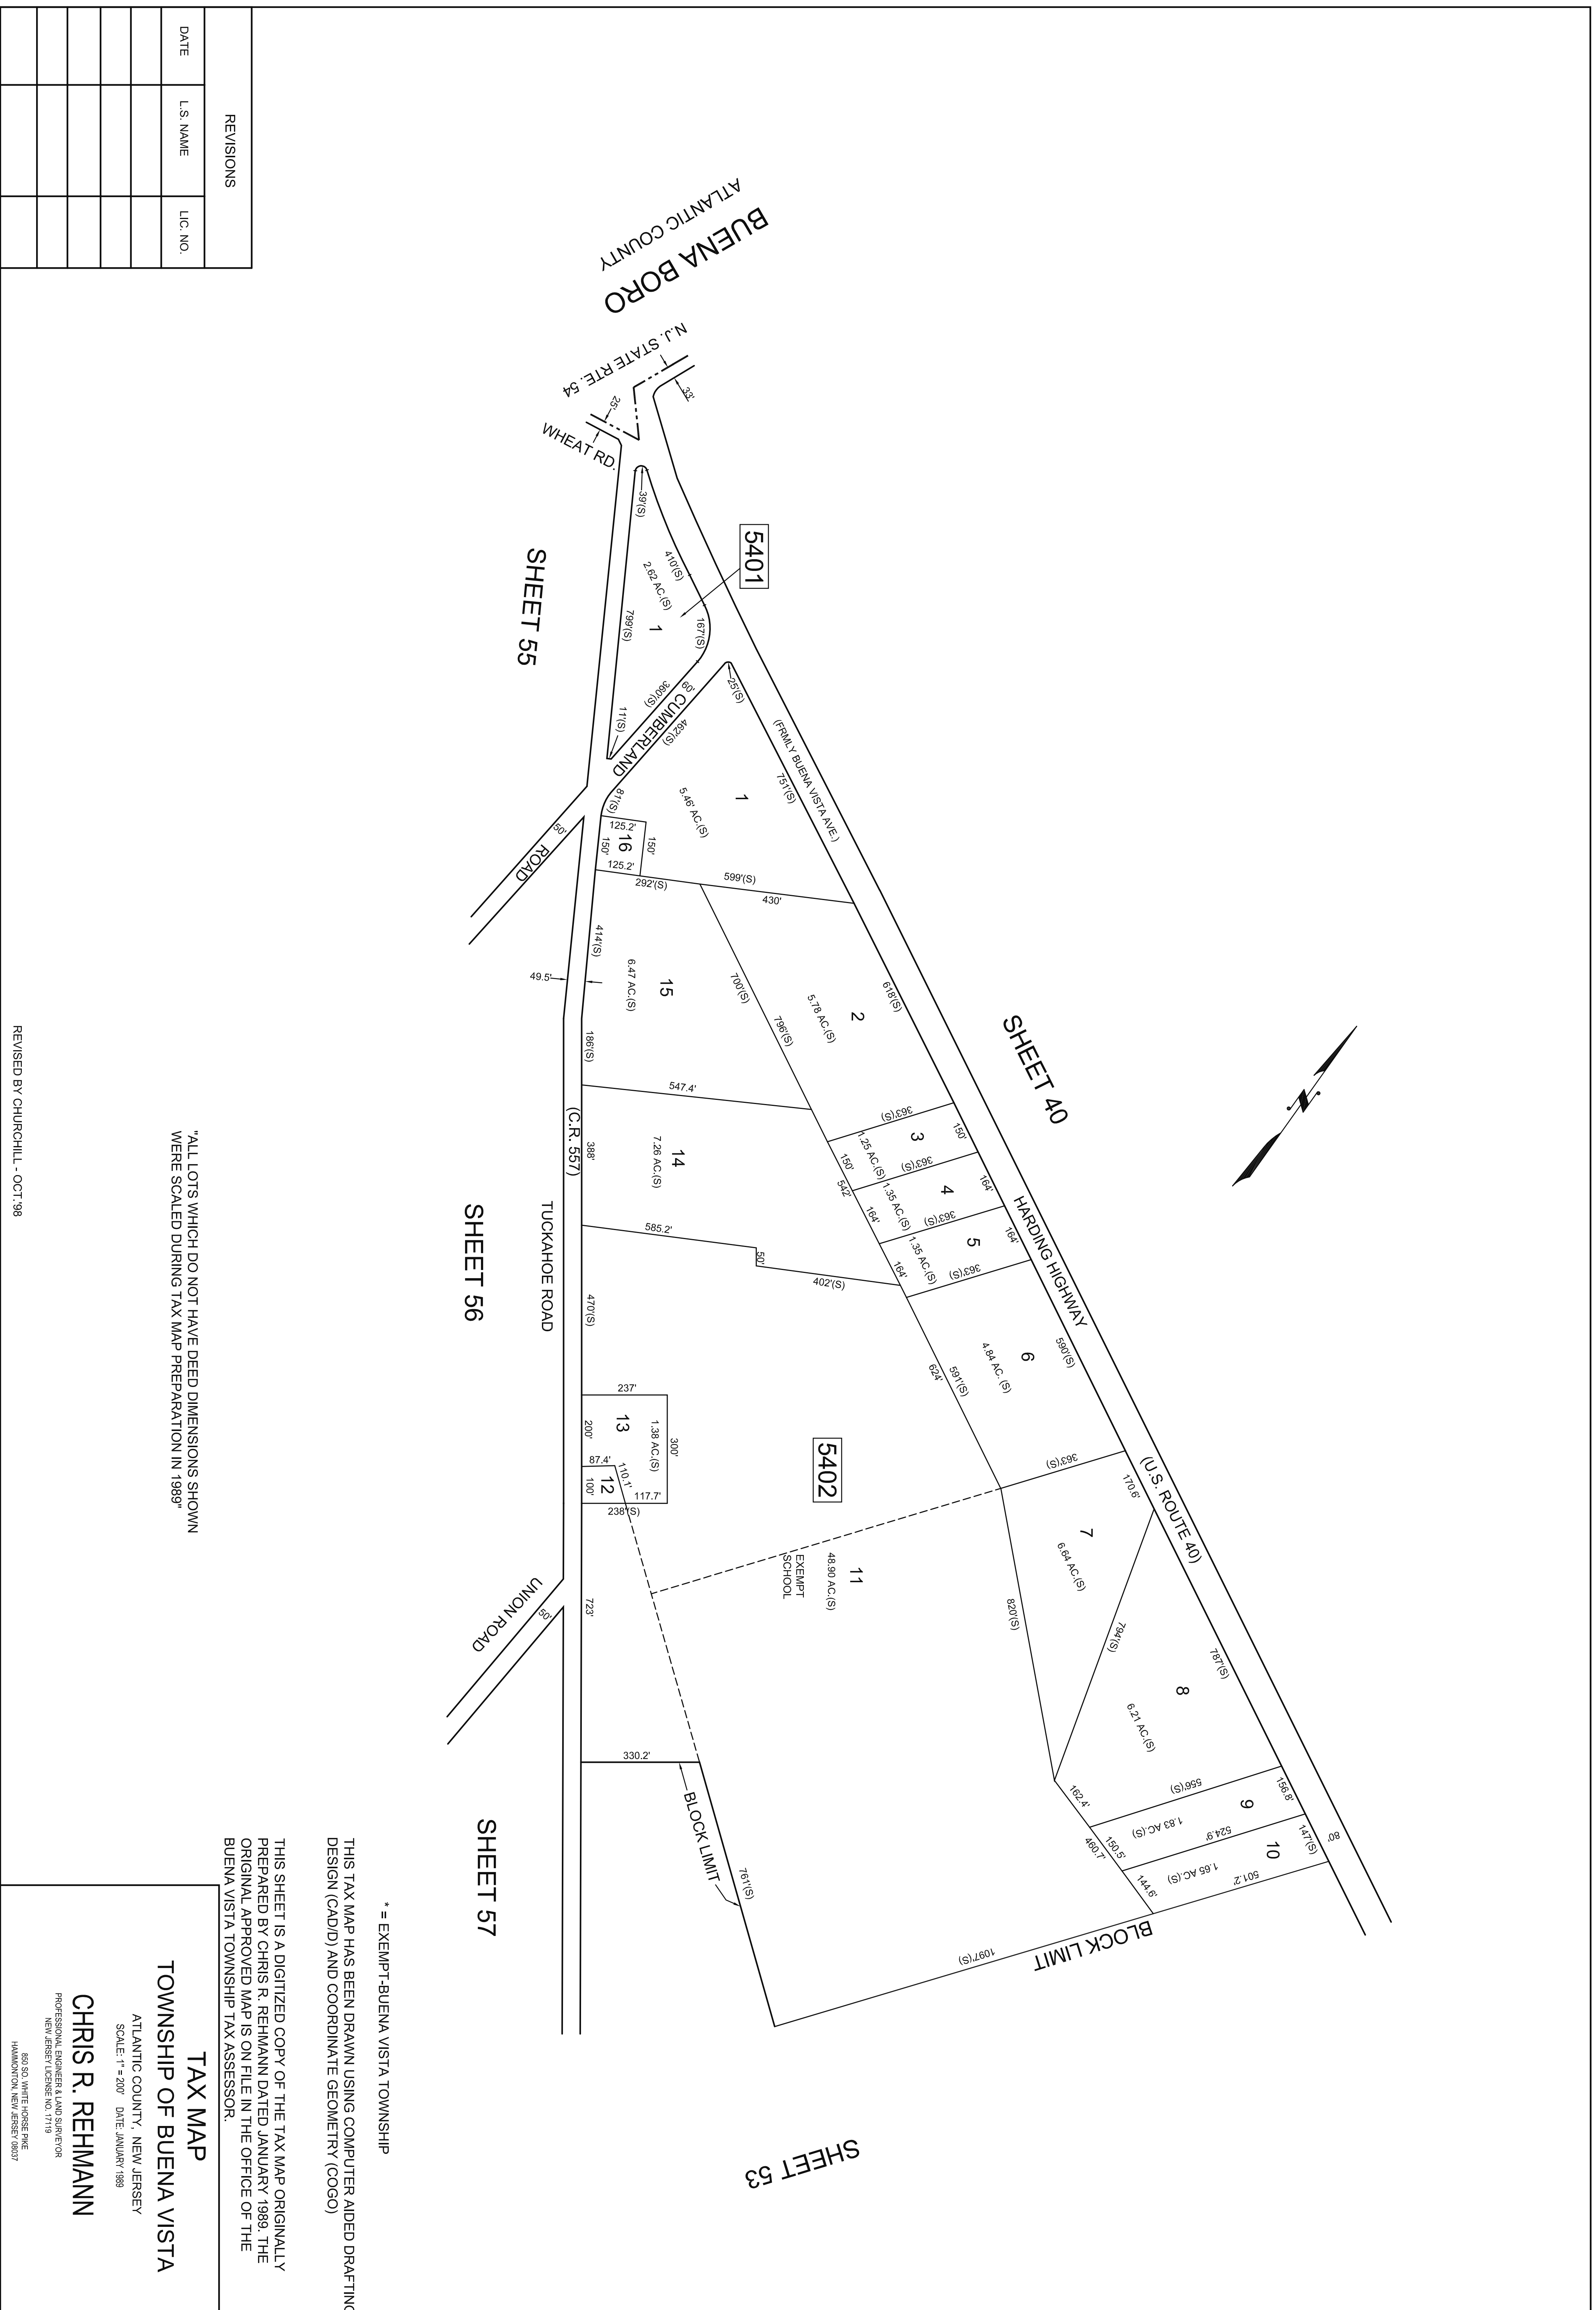 REVISIONS
DATE
L.S. NAME
LIC. NO.
ATLANTIC COUNTY
BUENA BORO
N.J. STATE RTE. 54
33'
25'
WHEAT RD.
39'(S)
5401
410'(S)
2.62 AC.(S)
1
167'(S)
799'(S)
SHEET 55
11'(S)
360'(S)
60'
CUMBERLAND
462'(S)
25'(S)
(FRMLY BUENA VISTA AVE.)
751'(S)
1
5.46' AC.(S)
81'(S)
125.2'
16
150'
150'
125.2'
50'
ROAD
292'(S)
599'(S)
430'
414'(S)
49.5'
6.47 AC.(S)
15
700'(S)
796'(S)
5.78 AC.(S)
2
618'(S)
SHEET 40
186'(S)
547.4'
(C.R. 557)
388'
7.26 AC.(S)
14
363'(S)
150'
3
1.25 AC.(S)
150'
363'(S)
542'
164'
4
1.35 AC.(S)
164'
363'(S)
164'
5
1.35 AC.(S)
164'
363'(S)
HARDING HIGHWAY
TUCKAHOE ROAD
SHEET 56
585.2'
50'
402'(S)
470'(S)
624'
591'(S)
4.84 AC. (S)
6
590'(S)
363'(S)
(U.S. ROUTE 40)
237'
13
1.38 AC.(S)
200'
300'
87.4'
110.1'
12
100'
117.7'
238'(S)
5402
11
48.90 AC.(S)
EXEMPT
SCHOOL
170.6'
7
6.64 AC.(S)
820'(S)
794'(S)
787'(S)
8
6.21 AC.(S)
UNION ROAD
50'
723'
330.2'
BLOCK LIMIT
761'(S)
162.4'
556'(S)
156.8'
9
1.83 AC.(S)
150.5'
460.7'
524.9'
147'(S)
80'
10
1.65 AC.(S)
144.6'
501.2'
BLOCK LIMIT
1097'(S)
SHEET 57
SHEET 53
"ALL LOTS WHICH DO NOT HAVE DEED DIMENSIONS SHOWN
WERE SCALED DURING TAX MAP PREPARATION IN 1989"
REVISED BY CHURCHILL - OCT.'98
* = EXEMPT-BUENA VISTA TOWNSHIP
THIS TAX MAP HAS BEEN DRAWN USING COMPUTER AIDED DRAFTING
DESIGN (CAD/D) AND COORDINATE GEOMETRY (COGO)
THIS SHEET IS A DIGITIZED COPY OF THE TAX MAP ORIGINALLY
PREPARED BY CHRIS R. REHMANN DATED JANUARY 1989. THE
ORIGINAL APPROVED MAP IS ON FILE IN THE OFFICE OF THE
BUENA VISTA TOWNSHIP TAX ASSESSOR.
TAX MAP
TOWNSHIP OF BUENA VISTA
ATLANTIC COUNTY, NEW JERSEY
SCALE: 1" = 200' DATE: JANUARY 1989
CHRIS R. REHMANN
PROFESSIONAL ENGINEER & LAND SURVEYOR
NEW JERSEY LICENSE NO. 17119
850 SO. WHITE HORSE PIKE
HAMMONTON, NEW JERSEY 08037